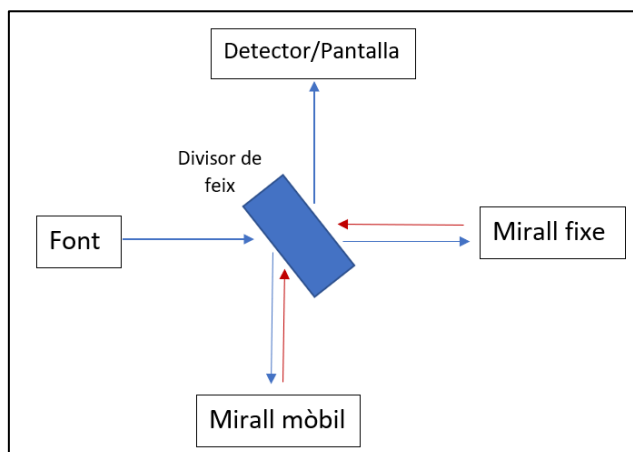 Detector/Pantalla
Divisor de
feix
Font
Mirall fixe
Mirall mòbil